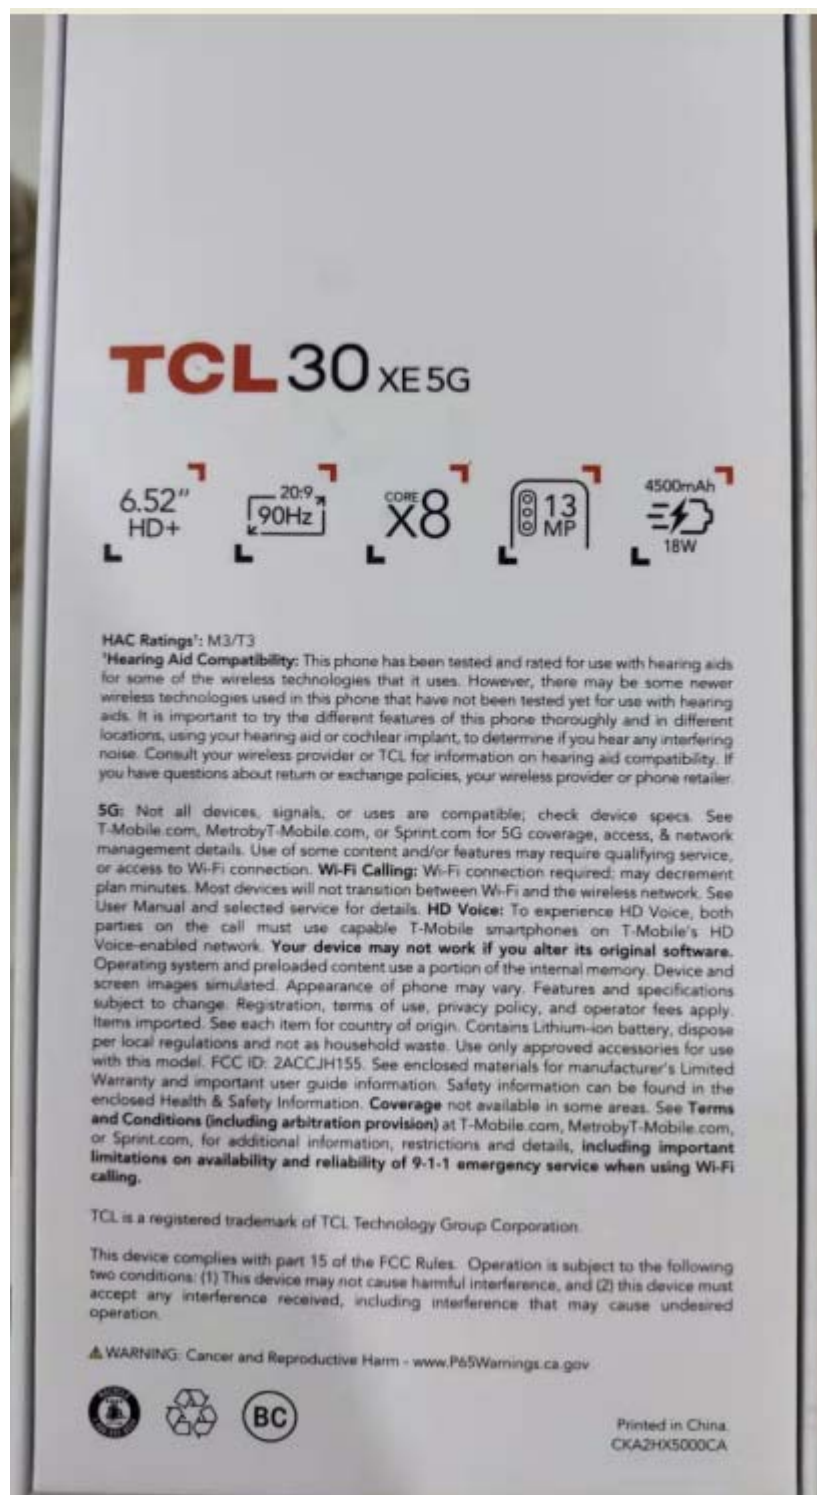 TCL 30 XE 5G
6.52"
HD+
20:9
90Hz
CORE
X8
13
MP
4500mAh
18W
HAC Ratings¹: M3/T3
¹Hearing Aid Compatibility: This phone has been tested and rated for use with hearing aids
for some of the wireless technologies that it uses. However, there may be some newer
wireless technologies used in this phone that have not been tested yet for use with hearing
aids. It is important to try the different features of this phone thoroughly and in different
locations, using your hearing aid or cochlear implant, to determine if you hear any interfering
noise. Consult your wireless provider or TCL for information on hearing aid compatibility. If
you have questions about return or exchange policies, your wireless provider or phone retailer.
5G: Not all devices, signals, or uses are compatible; check device specs. See
T-Mobile.com, MetrobyT-Mobile.com, or Sprint.com for 5G coverage, access, & network
management details. Use of some content and/or features may require qualifying service,
or access to Wi-Fi connection. Wi-Fi Calling: Wi-Fi connection required; may decrement
plan minutes. Most devices will not transition between Wi-Fi and the wireless network. See
User Manual and selected service for details. HD Voice: To experience HD Voice, both
parties on the call must use capable T-Mobile smartphones on T-Mobile's HD
Voice-enabled network. Your device may not work if you alter its original software.
Operating system and preloaded content use a portion of the internal memory. Device and
screen images simulated. Appearance of phone may vary. Features and specifications
subject to change. Registration, terms of use, privacy policy, and operator fees apply.
Items imported. See each item for country of origin. Contains Lithium-ion battery, dispose
per local regulations and not as household waste. Use only approved accessories for use
with this model. FCC ID: 2ACCJH155. See enclosed materials for manufacturer's Limited
Warranty and important user guide information. Safety information can be found in the
enclosed Health & Safety Information. Coverage not available in some areas. See Terms
and Conditions (including arbitration provision) at T-Mobile.com, MetrobyT-Mobile.com,
or Sprint.com, for additional information, restrictions and details, including important
limitations on availability and reliability of 9-1-1 emergency service when using Wi-Fi
calling.
TCL is a registered trademark of TCL Technology Group Corporation.
This device complies with part 15 of the FCC Rules. Operation is subject to the following
two conditions: (1) This device may not cause harmful interference, and (2) this device must
accept any interference received, including interference that may cause undesired
operation.
WARNING: Cancer and Reproductive Harm - www.P65Warnings.ca.gov
BC
Printed in China.
CKA2HX5000CA